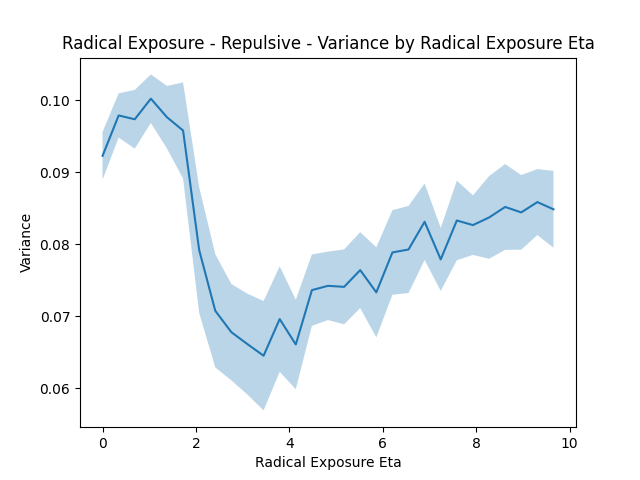 Radical Exposure - Repulsive - Variance by Radical Exposure Eta
Variance
0.10
0.09
0.08
0.07
0.06
0 2 4 6 8 10
Radical Exposure Eta